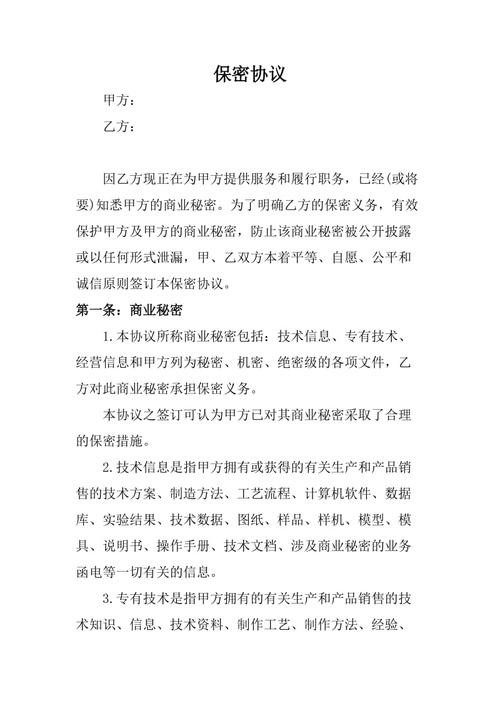 保密协议
甲方：
乙方：
因乙方现正在为甲方提供服务和履行职务，已经(或将
要)知悉甲方的商业秘密。为了明确乙方的保密义务，有效
保护甲方及甲方的商业秘密，防止该商业秘密被公开披露
或以任何形式泄漏，甲、乙双方本着平等、自愿、公平和
诚信原则签订本保密协议。
第一条：商业秘密
1.本协议所称商业秘密包括：技术信息、专有技术、
经营信息和甲方列为秘密、机密、绝密级的各项文件，乙
方对此商业秘密承担保密义务。
本协议之签订可认为甲方已对其商业秘密采取了合理
的保密措施。
2.技术信息是指甲方拥有或获得的有关生产和产品销
售的技术方案、制造方法、工艺流程、计算机软件、数据
库、实验结果、技术数据、图纸、样品、样机、模型、模
具、说明书、操作手册、技术文档、涉及商业秘密的业务
函电等一切有关的信息。
3.专有技术是指甲方拥有的有关生产和产品销售的技
术知识、信息、技术资料、制作工艺、制作方法、经验、